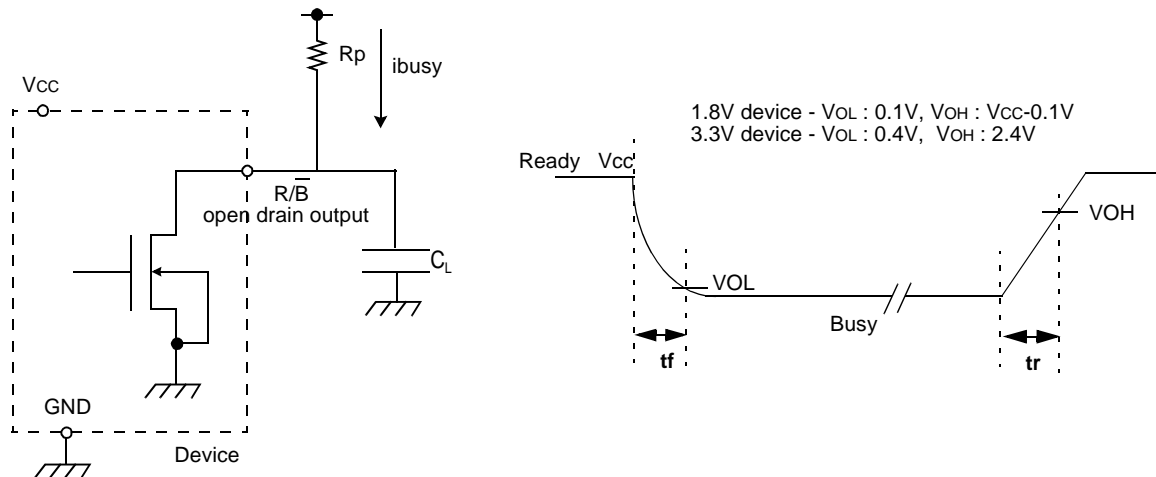 Rp
ibusy
VCC
R/B̅
open drain output
CL
GND
Device
1.8V device - VOL : 0.1V, VOH : VCC-0.1V
3.3V device - VOL : 0.4V, VOH : 2.4V
Ready Vcc
VOH
VOL
Busy
tf
tr